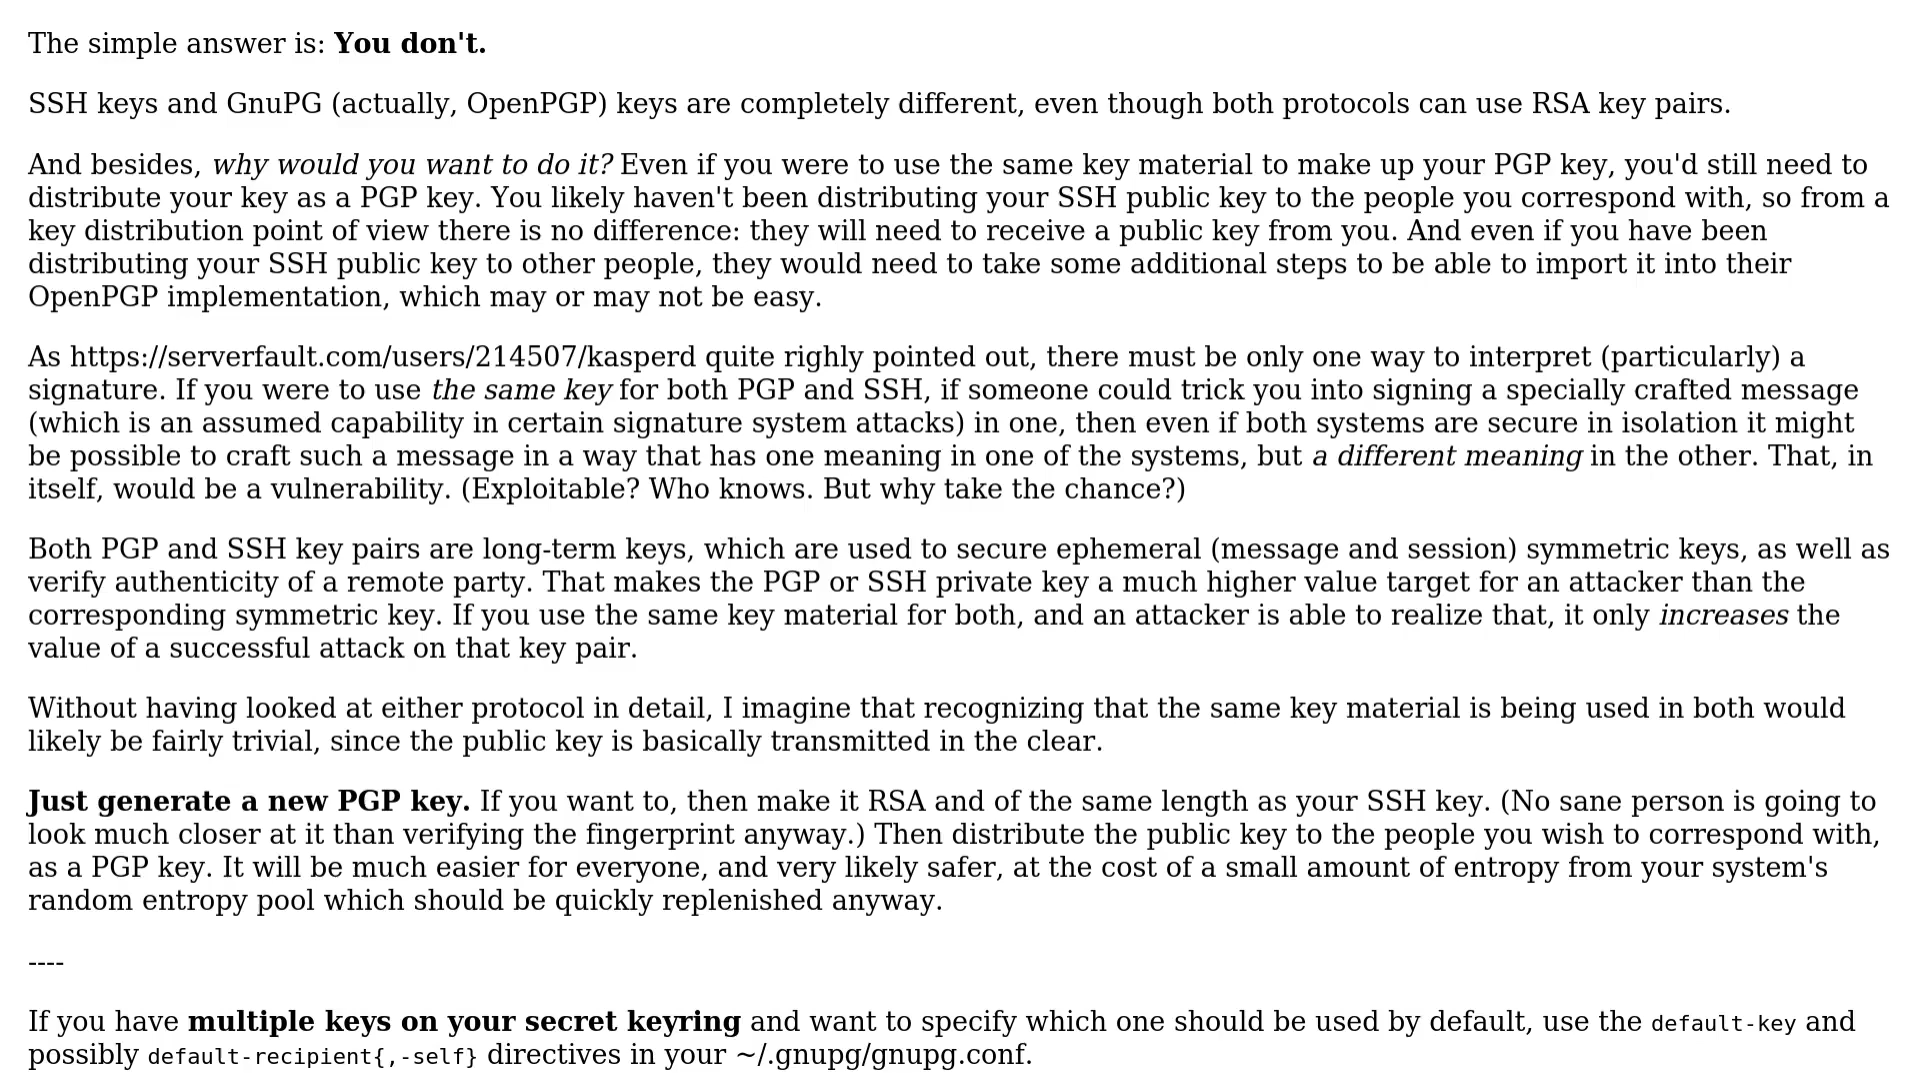 The simple answer is: You don't.
SSH keys and GnuPG (actually, OpenPGP) keys are completely different, even though both protocols can use RSA key pairs.
And besides, why would you want to do it? Even if you were to use the same key material to make up your PGP key, you'd still need to
distribute your key as a PGP key. You likely haven't been distributing your SSH public key to the people you correspond with, so from a
key distribution point of view there is no difference: they will need to receive a public key from you. And even if you have been
distributing your SSH public key to other people, they would need to take some additional steps to be able to import it into their
OpenPGP implementation, which may or may not be easy.
As https://serverfault.com/users/214507/kasperd quite righly pointed out, there must be only one way to interpret (particularly) a
signature. If you were to use the same key for both PGP and SSH, if someone could trick you into signing a specially crafted message
(which is an assumed capability in certain signature system attacks) in one, then even if both systems are secure in isolation it might
be possible to craft such a message in a way that has one meaning in one of the systems, but a different meaning in the other. That, in
itself, would be a vulnerability. (Exploitable? Who knows. But why take the chance?)
Both PGP and SSH key pairs are long-term keys, which are used to secure ephemeral (message and session) symmetric keys, as well as
verify authenticity of a remote party. That makes the PGP or SSH private key a much higher value target for an attacker than the
corresponding symmetric key. If you use the same key material for both, and an attacker is able to realize that, it only increases the
value of a successful attack on that key pair.
Without having looked at either protocol in detail, I imagine that recognizing that the same key material is being used in both would
likely be fairly trivial, since the public key is basically transmitted in the clear.
Just generate a new PGP key. If you want to, then make it RSA and of the same length as your SSH key. (No sane person is going to
look much closer at it than verifying the fingerprint anyway.) Then distribute the public key to the people you wish to correspond with,
as a PGP key. It will be much easier for everyone, and very likely safer, at the cost of a small amount of entropy from your system's
random entropy pool which should be quickly replenished anyway.
----
If you have multiple keys on your secret keyring and want to specify which one should be used by default, use the default-key and
possibly default-recipient{,-self} directives in your ~/.gnupg/gnupg.conf.